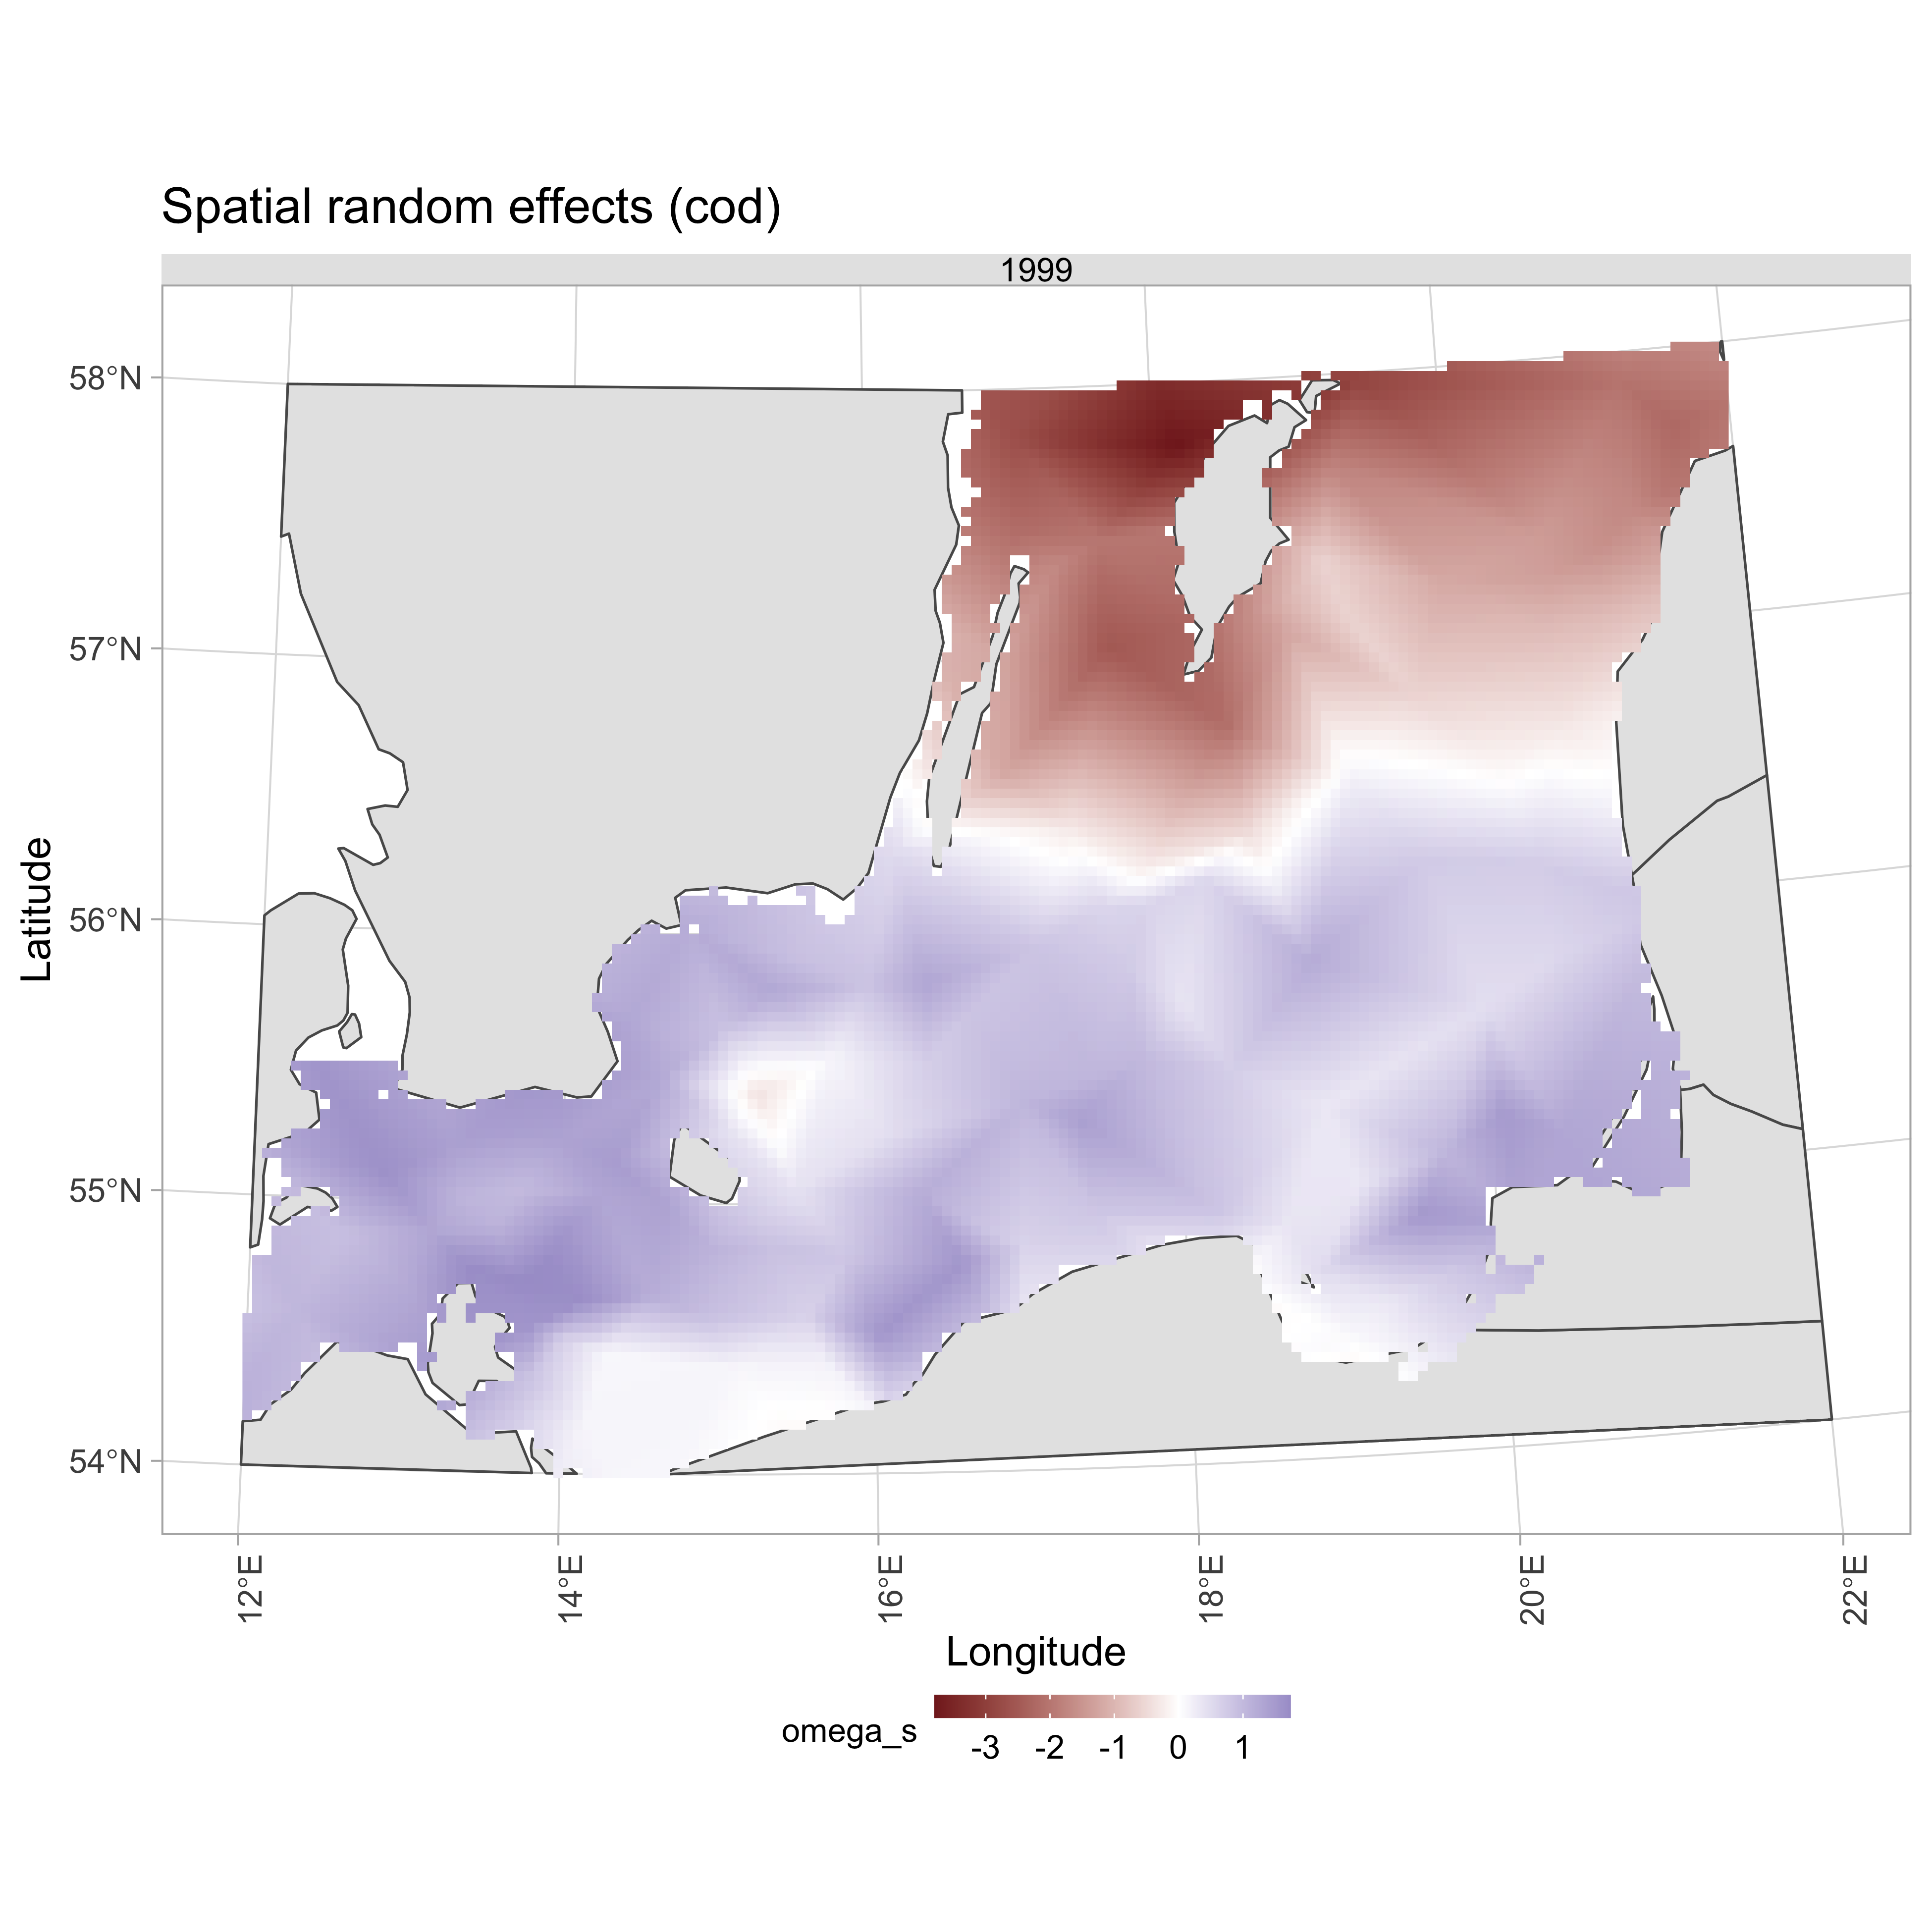 Spatial random effects (cod)
1999
58°N
57°N
56°N
55°N
54°N
Latitude
12°E
14°E
16°E
18°E
20°E
22°E
Longitude
omega_s
-3 -2 -1 0 1